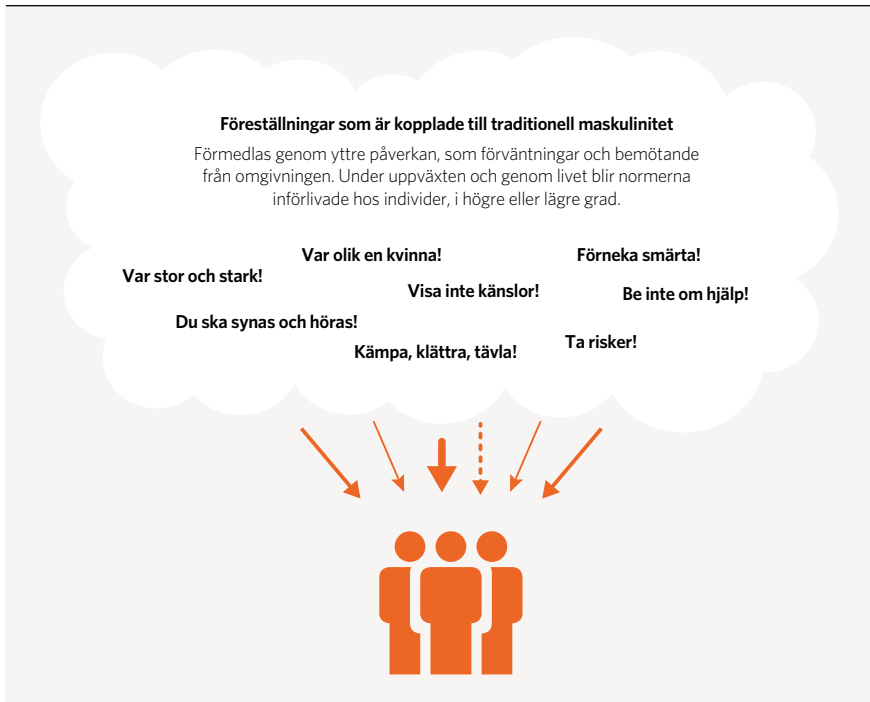 Föreställningar som är kopplade till traditionell maskulinitet
Förmedlas genom yttre påverkan, som förväntningar och bemötande
från omgivningen. Under uppväxten och genom livet blir normerna
införlivade hos individer, i högre eller lägre grad.
Var olik en kvinna!
Förneka smärta!
Var stor och stark!
Visa inte känslor!
Be inte om hjälp!
Du ska synas och höras!
Ta risker!
Kämpa, klättra, tävla!